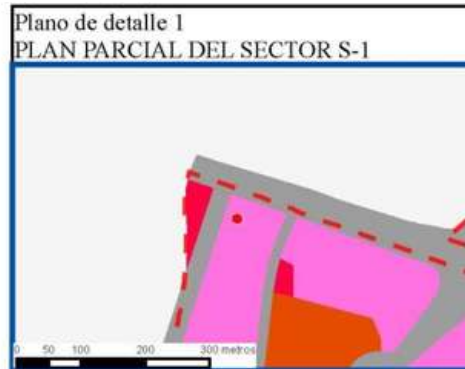 Plano de detalle 1
PLAN PARCIAL DEL SECTOR S-1
0 50 100 200 300 metros